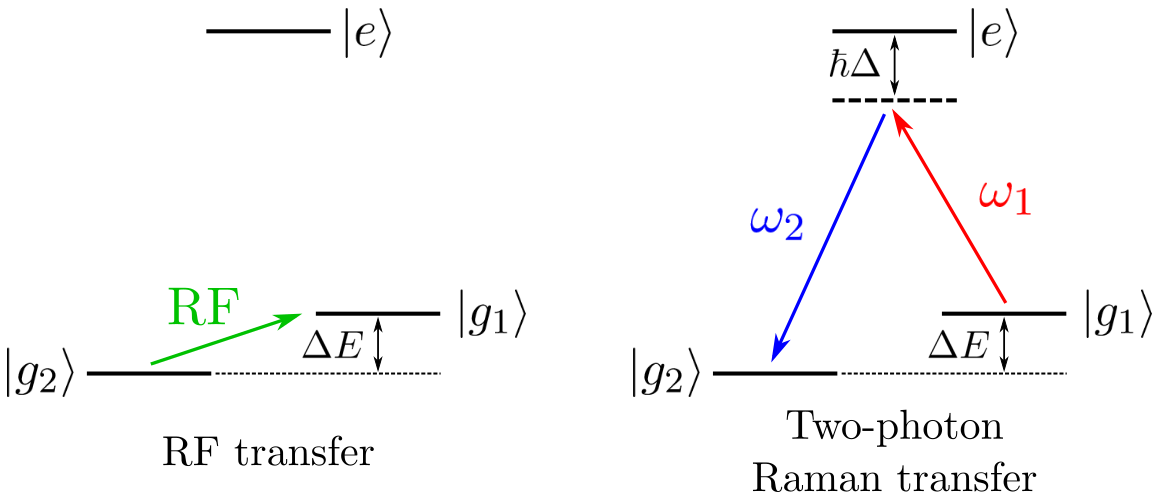 |e⟩
RF
|g₁⟩
ΔE
|g₂⟩
RF transfer
|e⟩
ħΔ
ω₂
ω₁
|g₁⟩
ΔE
|g₂⟩
Two-photon
Raman transfer